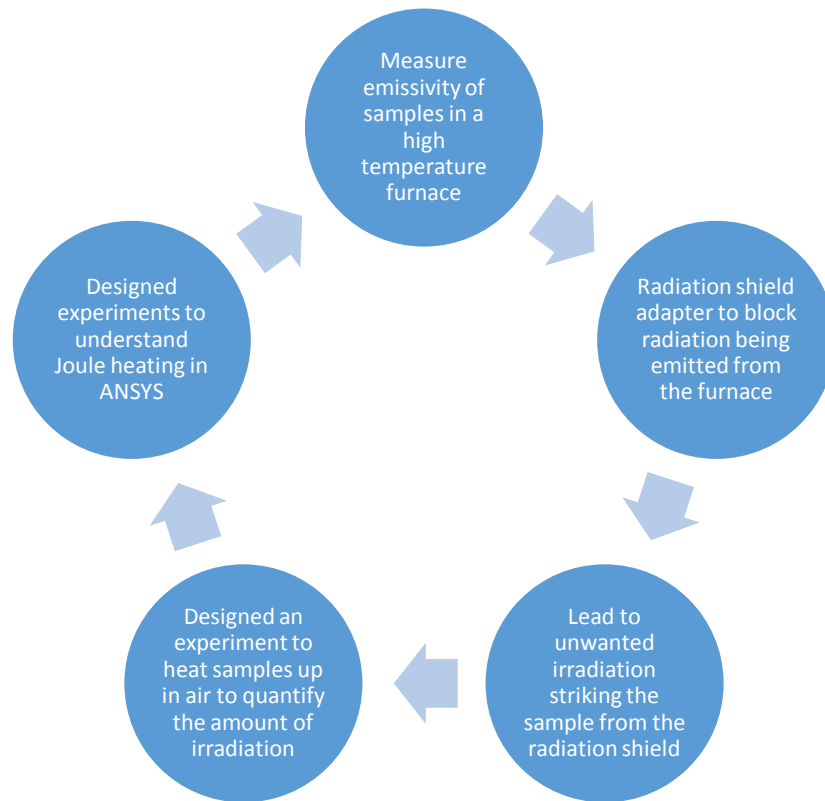 Measure
emissivity of
samples in a
high
temperature
furnace
Radiation shield
adapter to block
radiation being
emitted from
the furnace
Lead to
unwanted
irradiation
striking the
sample from the
radiation shield
Designed an
experiment to
heat samples up
in air to quantify
the amount of
irradiation
Designed
experiments to
understand
Joule heating in
ANSYS